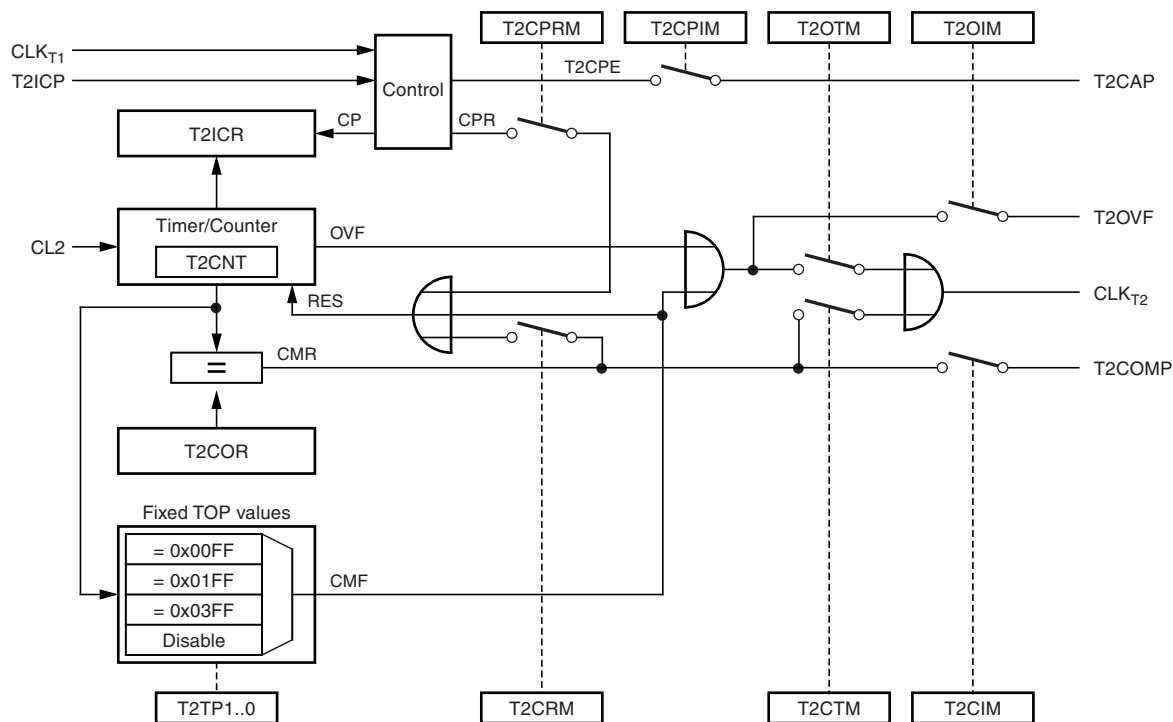 T2CPRM
T2CPIM
T2OTM
T2OIM
CLKT1
T2ICP
Control
T2CPE
T2CAP
T2ICR
CP
CPR
Timer/Counter
T2CNT
CL2
OVF
T2OVF
RES
CLKT2
=
CMR
T2COMP
T2COR
Fixed TOP values
= 0x00FF
= 0x01FF
= 0x03FF
Disable
CMF
T2TP1..0
T2CRM
T2CTM
T2CIM